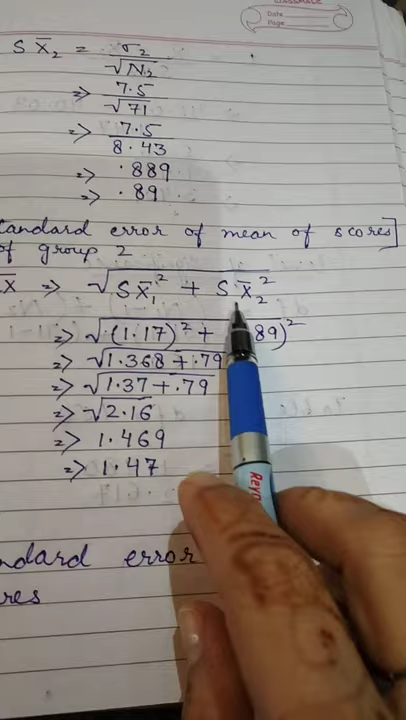 CLASSMATE
Date
Page
S X̄₂ = σ₂
√N₂
=> 7.5
√71
=> 7.5
8.43
=> .889
=> .89
tandard error of mean of scores]
of group 2
X => √SX̄₁² + SX̄₂²
=> √(1.17)² + 89)²
=> √1.368 + .79
=> √1.37 + .79
=> √2.16
=> 1.469
=> 1.47
ndard error
res
Reyn